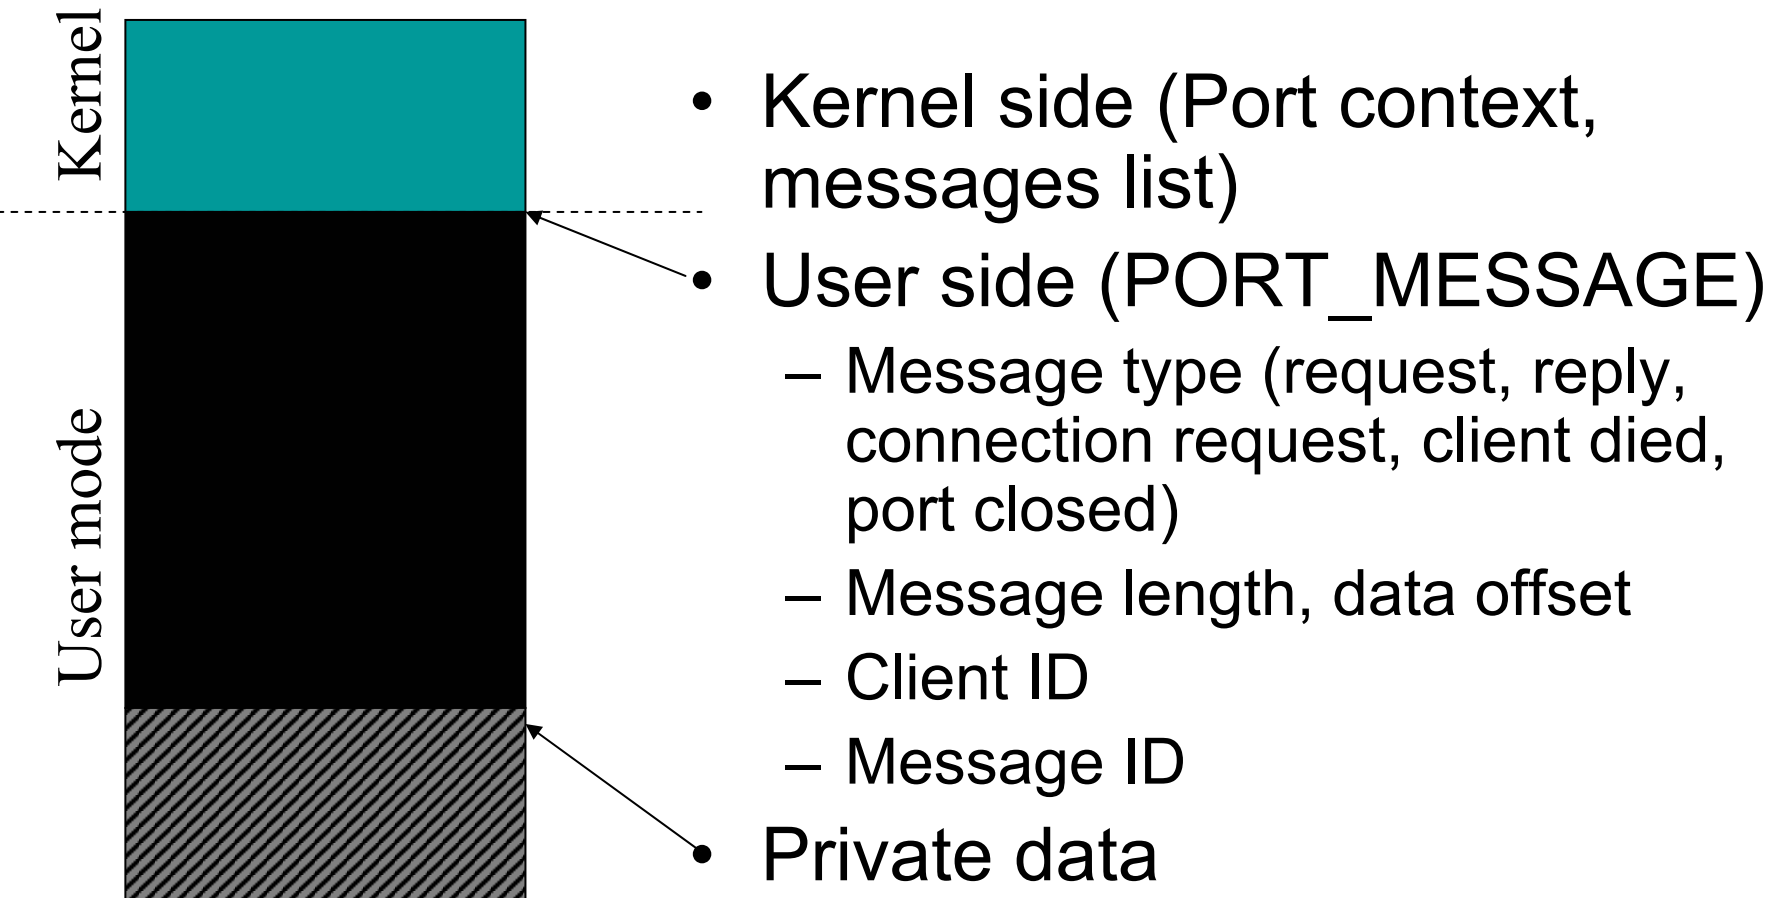 Kernel
User mode
• Kernel side (Port context,
messages list)
• User side (PORT_MESSAGE)
– Message type (request, reply,
connection request, client died,
port closed)
– Message length, data offset
– Client ID
– Message ID
• Private data